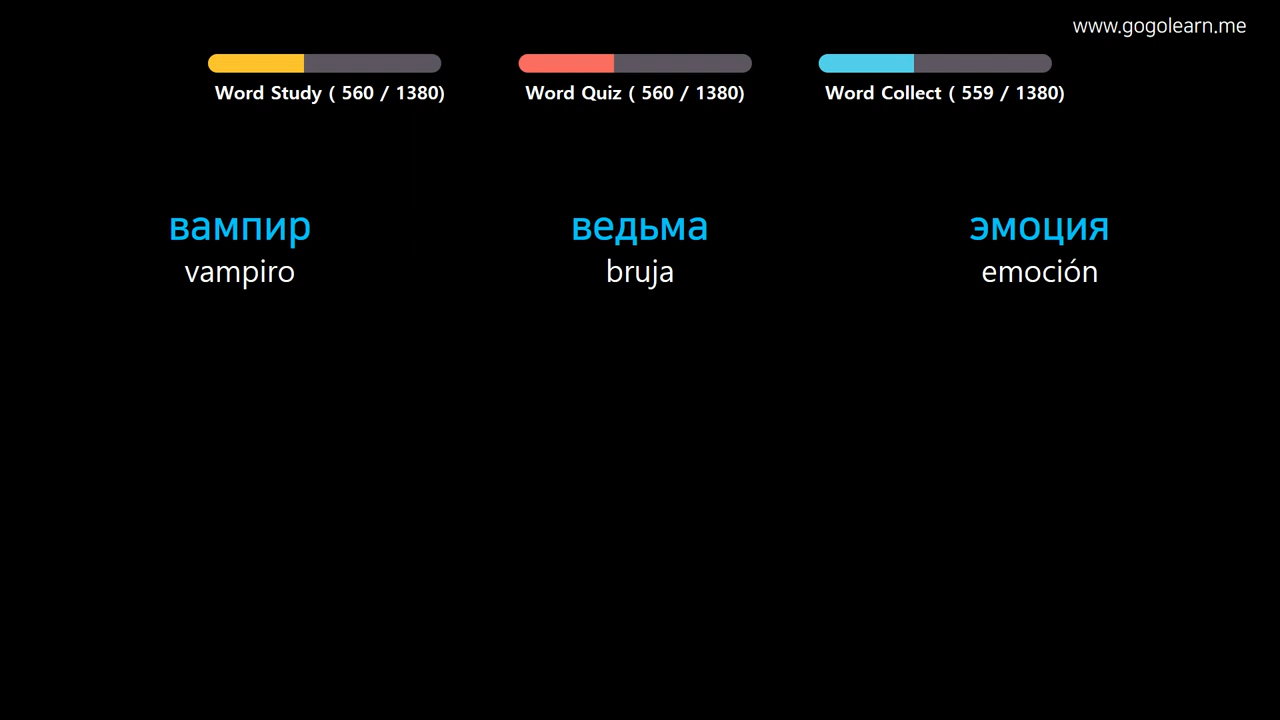 www.gogolearn.me
Word Study ( 560 / 1380)
Word Quiz ( 560 / 1380)
Word Collect ( 559 / 1380)
вампир
vampiro
ведьма
bruja
эмоция
emoción